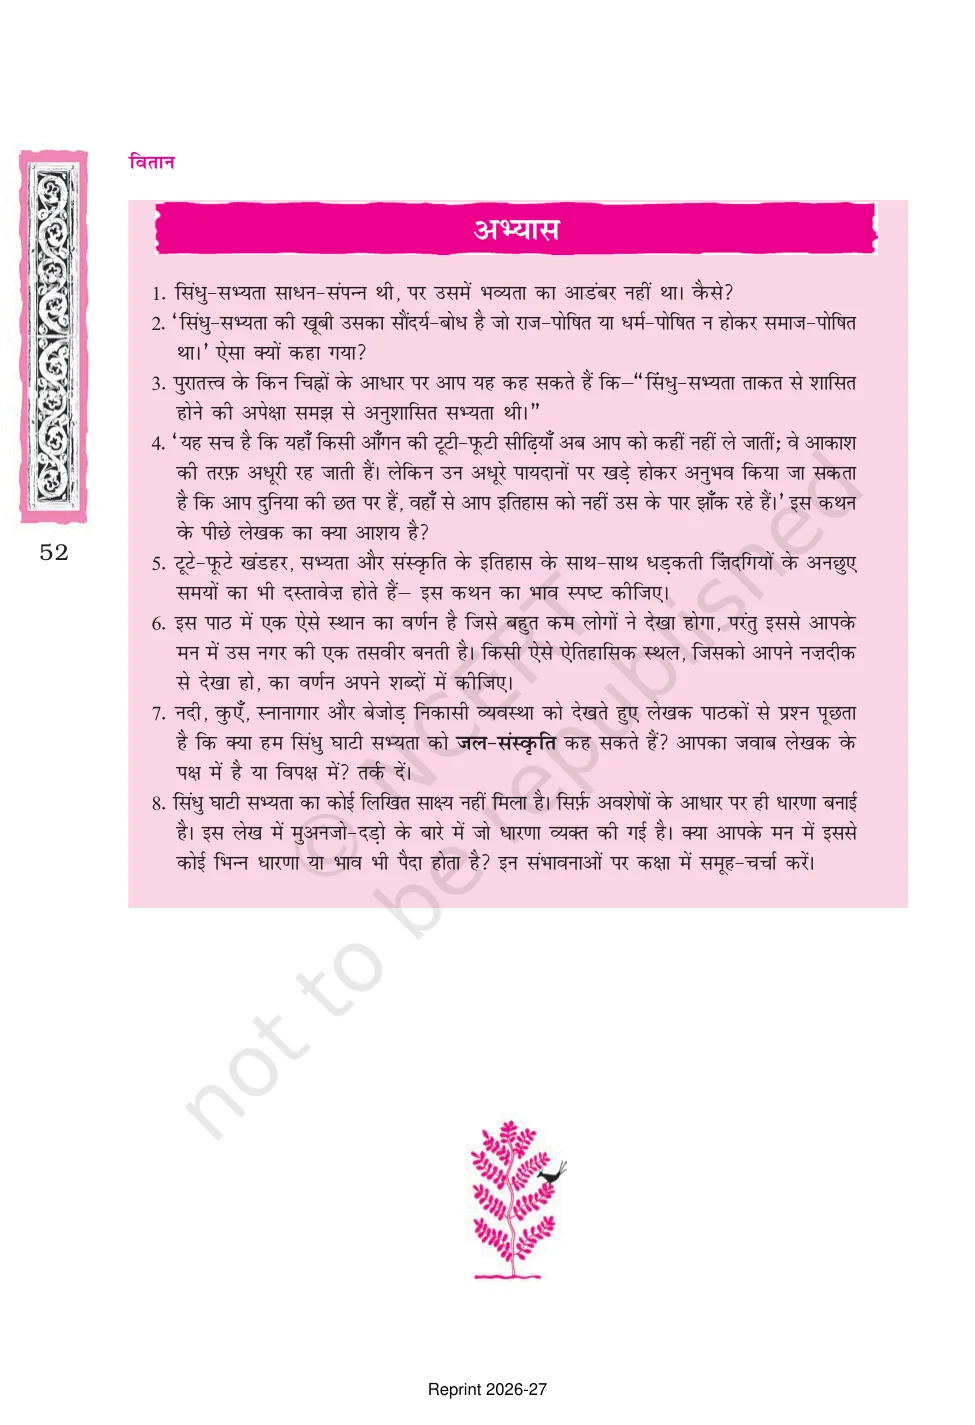 वितान
अभ्यास
1. सिंधु-सभ्यता साधन-संपन्न थी, पर उसमें भव्यता का आडंबर नहीं था। कैसे?
2. ‘सिंधु-सभ्यता की खूबी उसका सौंदर्य-बोध है जो राज-पोषित या धर्म-पोषित न होकर समाज-पोषित
था।’ ऐसा क्यों कहा गया?
3. पुरातत्त्व के किन चिह्नों के आधार पर आप यह कह सकते हैं कि–“सिंधु-सभ्यता ताकत से शासित
होने की अपेक्षा समझ से अनुशासित सभ्यता थी।”
4. ‘यह सच है कि यहाँ किसी आँगन की टूटी-फूटी सीढ़ियाँ अब आप को कहीं नहीं ले जातीं; वे आकाश
की तरफ़ अधूरी रह जाती हैं। लेकिन उन अधूरे पायदानों पर खड़े होकर अनुभव किया जा सकता
है कि आप दुनिया की छत पर हैं, वहाँ से आप इतिहास को नहीं उस के पार झाँक रहे हैं।’ इस कथन
के पीछे लेखक का क्या आशय है?
52
5. टूटे-फूटे खंडहर, सभ्यता और संस्कृति के इतिहास के साथ-साथ धड़कती ज़िंदगियों के अनछुए
समयों का भी दस्तावेज़ होते हैं– इस कथन का भाव स्पष्ट कीजिए।
6. इस पाठ में एक ऐसे स्थान का वर्णन है जिसे बहुत कम लोगों ने देखा होगा, परंतु इससे आपके
मन में उस नगर की एक तसवीर बनती है। किसी ऐसे ऐतिहासिक स्थल, जिसको आपने नज़दीक
से देखा हो, का वर्णन अपने शब्दों में कीजिए।
7. नदी, कुएँ, स्नानागार और बेजोड़ निकासी व्यवस्था को देखते हुए लेखक पाठकों से प्रश्न पूछता
है कि क्या हम सिंधु घाटी सभ्यता को जल-संस्कृति कह सकते हैं? आपका जवाब लेखक के
पक्ष में है या विपक्ष में? तर्क दें।
8. सिंधु घाटी सभ्यता का कोई लिखित साक्ष्य नहीं मिला है। सिर्फ़ अवशेषों के आधार पर ही धारणा बनाई
है। इस लेख में मुअनजो-दड़ो के बारे में जो धारणा व्यक्त की गई है। क्या आपके मन में इससे
कोई भिन्न धारणा या भाव भी पैदा होता है? इन संभावनाओं पर कक्षा में समूह-चर्चा करें।
© NCERT
not to be republished
Reprint 2026-27